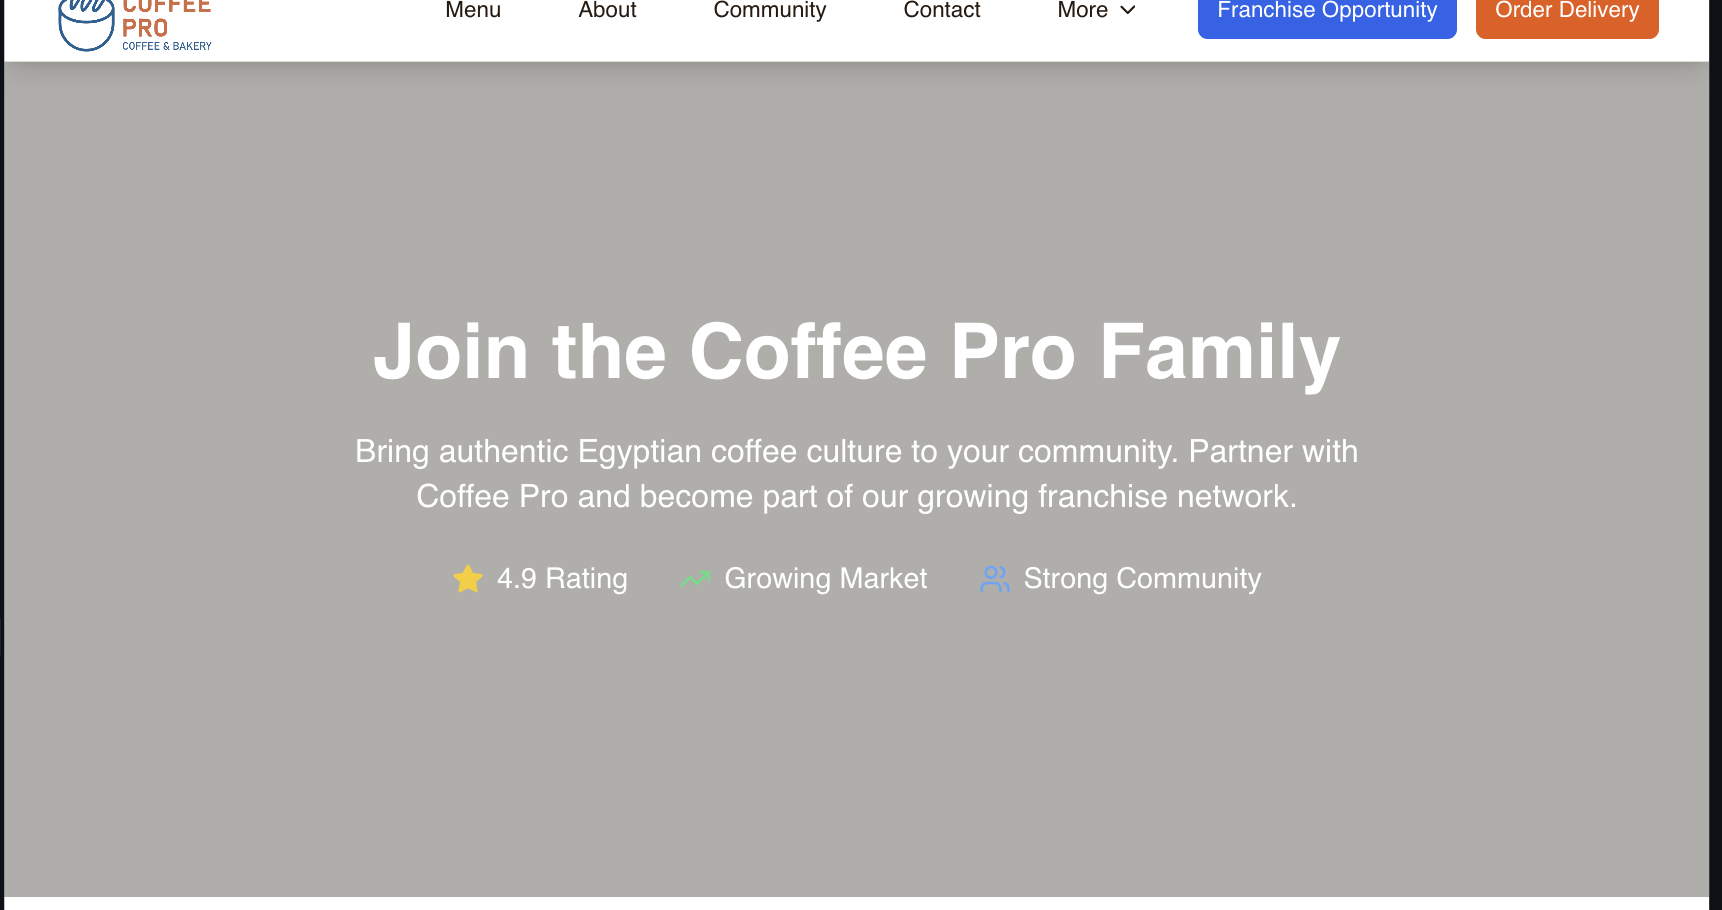 COFFEE
PRO
COFFEE & BAKERY
Menu
About
Community
Contact
More
Franchise Opportunity
Order Delivery
Join the Coffee Pro Family
Bring authentic Egyptian coffee culture to your community. Partner with
Coffee Pro and become part of our growing franchise network.
4.9 Rating
Growing Market
Strong Community